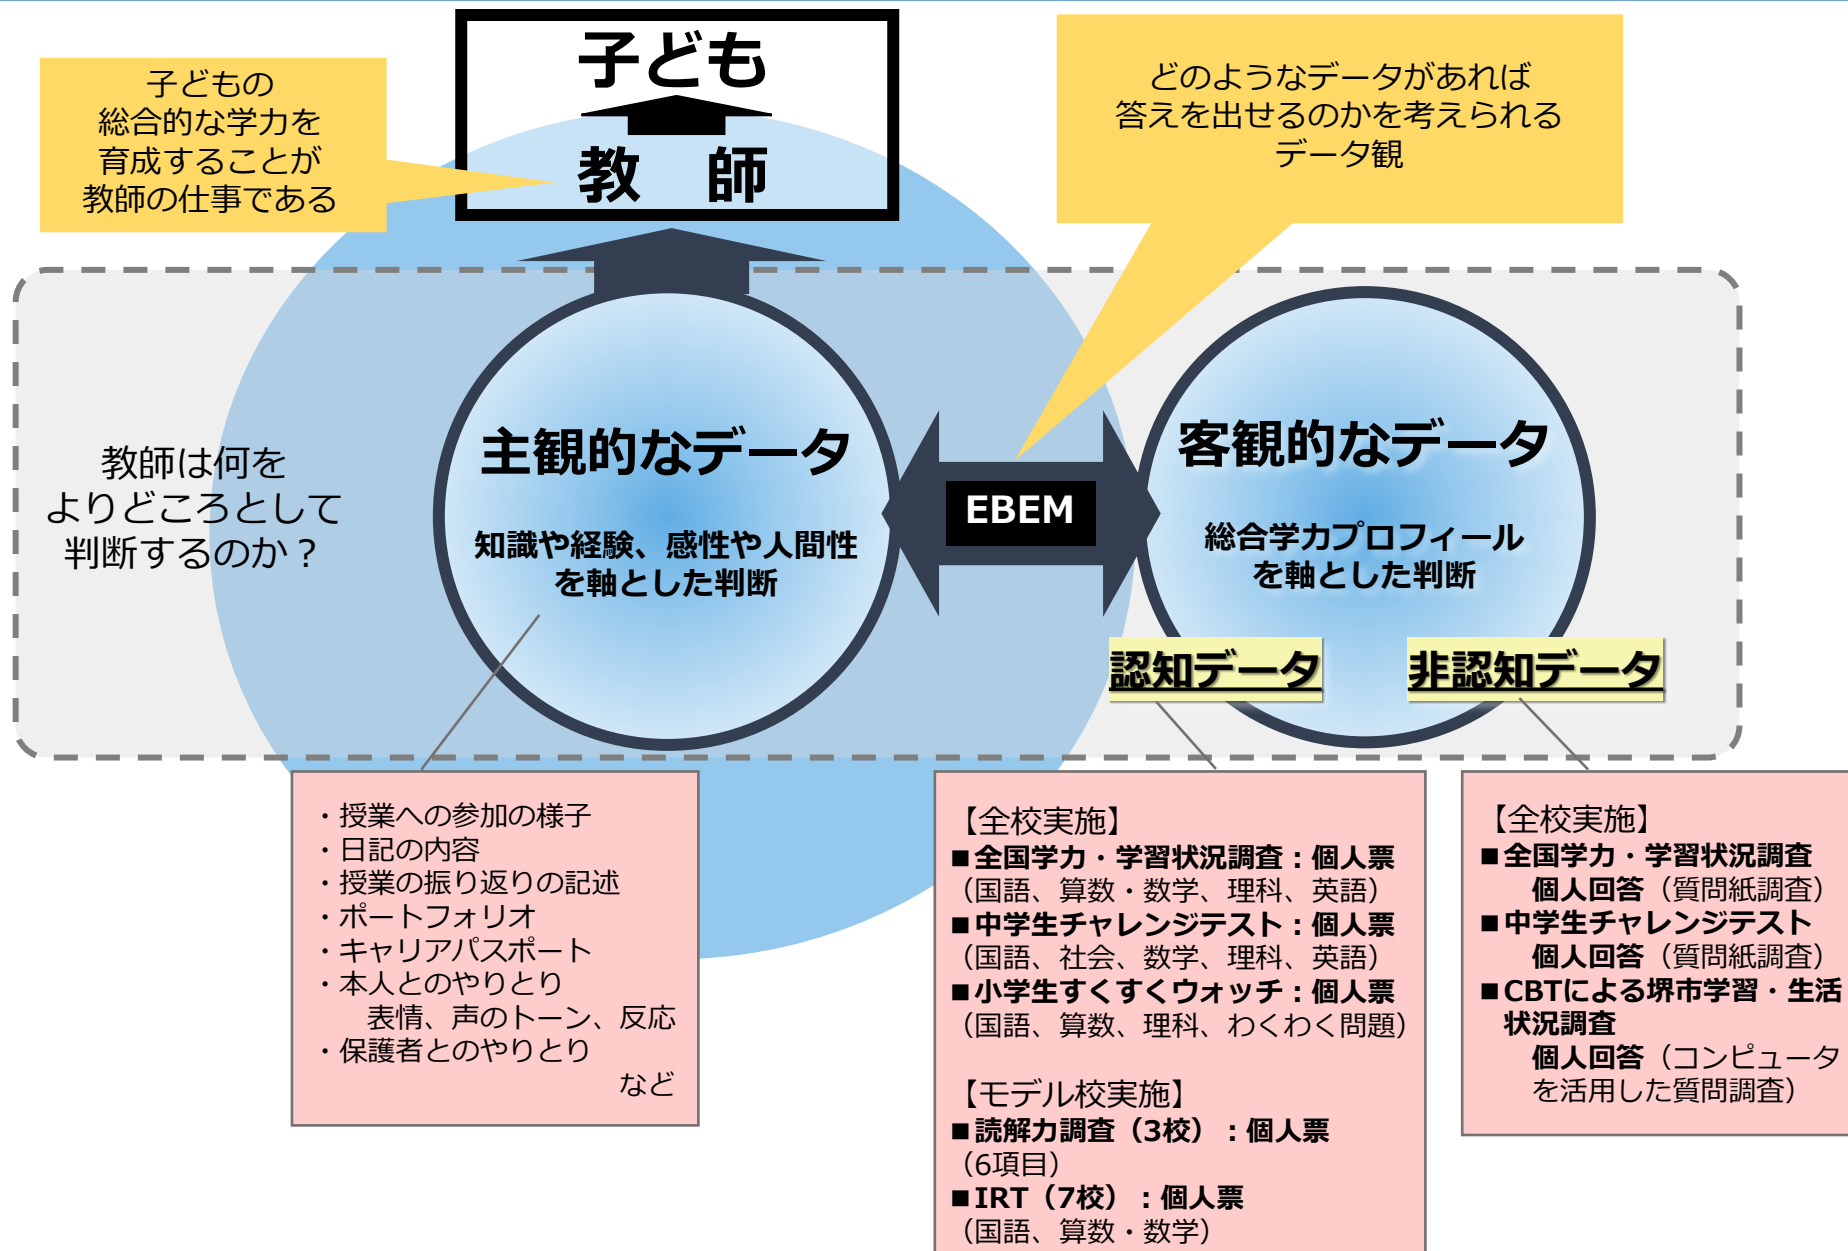 子ども
教　師
子どもの
総合的な学力を
育成することが
教師の仕事である
どのようなデータがあれば
答えを出せるのかを考えられる
データ観
教師は何を
よりどころとして
判断するのか？
主観的なデータ
知識や経験、感性や人間性
を軸とした判断
EBEM
客観的なデータ
総合学力プロフィール
を軸とした判断
認知データ
非認知データ
・授業への参加の様子
・日記の内容
・授業の振り返りの記述
・ポートフォリオ
・キャリアパスポート
・本人とのやりとり
表情、声のトーン、反応
・保護者とのやりとり
など
【全校実施】
■全国学力・学習状況調査：個人票
（国語、算数・数学、理科、英語）
■中学生チャレンジテスト：個人票
（国語、社会、数学、理科、英語）
■小学生すくすくウォッチ：個人票
（国語、算数、理科、わくわく問題）
【モデル校実施】
■読解力調査（3校）：個人票
（6項目）
■IRT（7校）：個人票
（国語、算数・数学）
【全校実施】
■全国学力・学習状況調査
個人回答（質問紙調査）
■中学生チャレンジテスト
個人回答（質問紙調査）
■CBTによる堺市学習・生活
状況調査
個人回答（コンピュータ
を活用した質問調査）